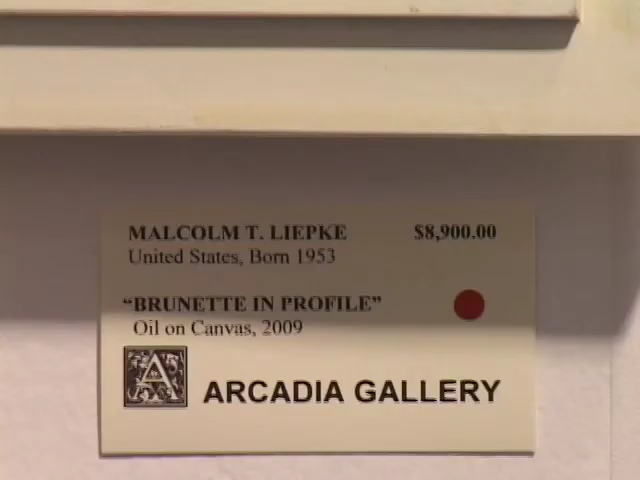 MALCOLM T. LIEPKE $8,900.00
United States, Born 1953
“BRUNETTE IN PROFILE”
Oil on Canvas, 2009
A ARCADIA GALLERY